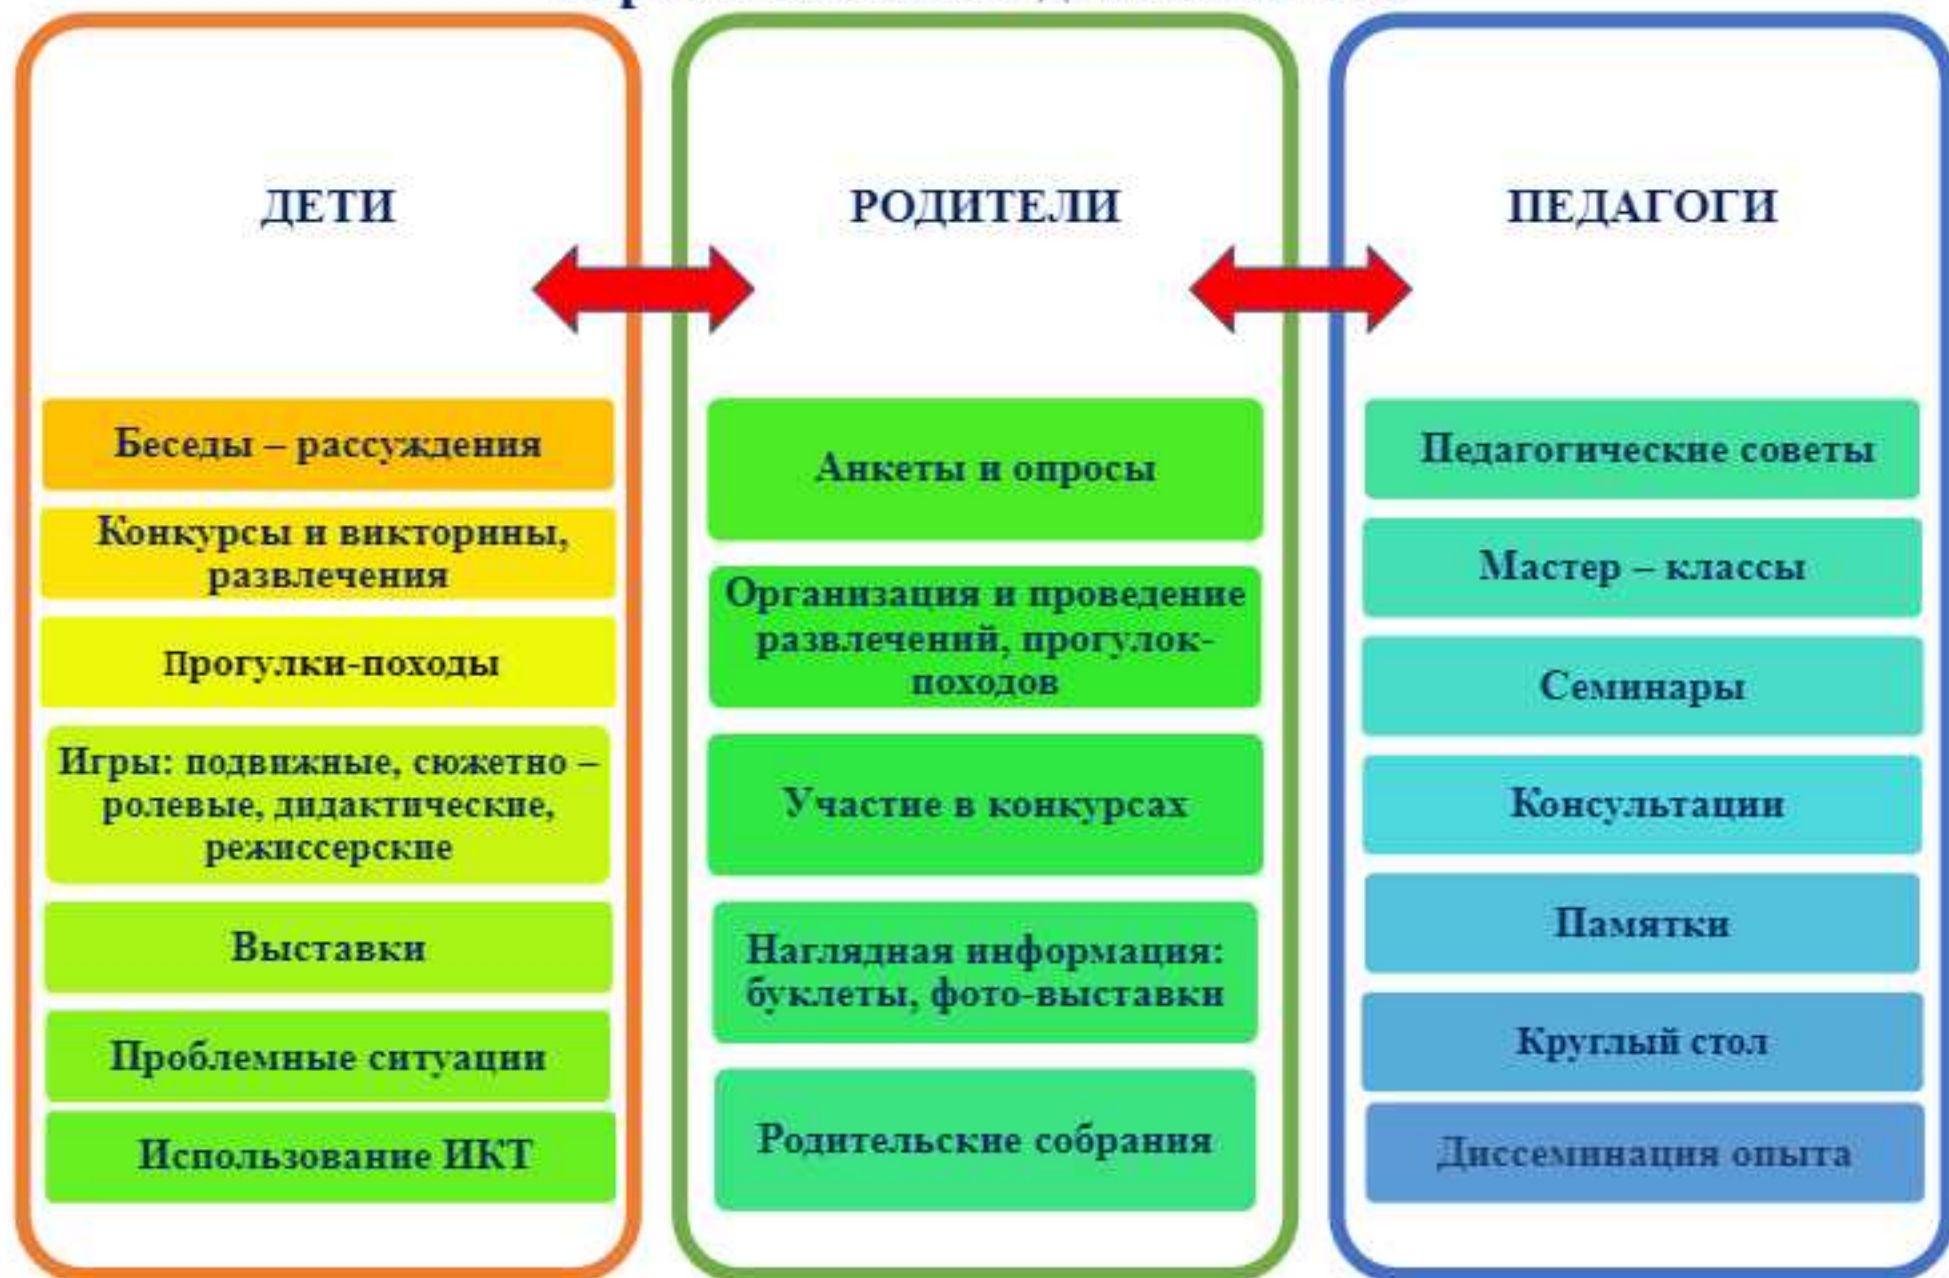 ДЕТИ
Беседы – рассуждения
Конкурсы и викторины,
развлечения
Прогулки-походы
Игры: подвижные, сюжетно –
ролевые, дидактические,
режиссерские
Выставки
Проблемные ситуации
Использование ИКТ
РОДИТЕЛИ
Анкеты и опросы
Организация и проведение
развлечений, прогулок-
походов
Участие в конкурсах
Наглядная информация:
буклеты, фото-выставки
Родительские собрания
ПЕДАГОГИ
Педагогические советы
Мастер – классы
Семинары
Консультации
Памятки
Круглый стол
Диссеминация опыта